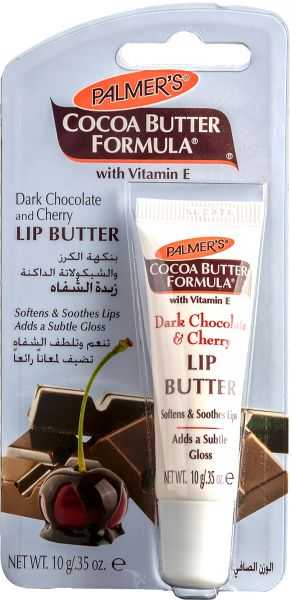 PALMER'S®
COCOA BUTTER
FORMULA®
with Vitamin E
Dark Chocolate
and Cherry
LIP BUTTER
بنكهة الكرز
والشيكولاتة الداكنة
زبدة الشفاه
Softens & Soothes Lips
Adds a Subtle Gloss
تنعم وتلطف الشفاه
تضيف لمعاناً رائعاً
NET WT. 10 g/.35 oz. e
PALMER'S®
COCOA BUTTER
FORMULA®
with Vitamin E
Dark Chocolate
& Cherry
LIP
BUTTER
Softens & Soothes Lips
Adds a Subtle
Gloss
NET WT. 10 g/.35 oz. e
الوزن الصافي